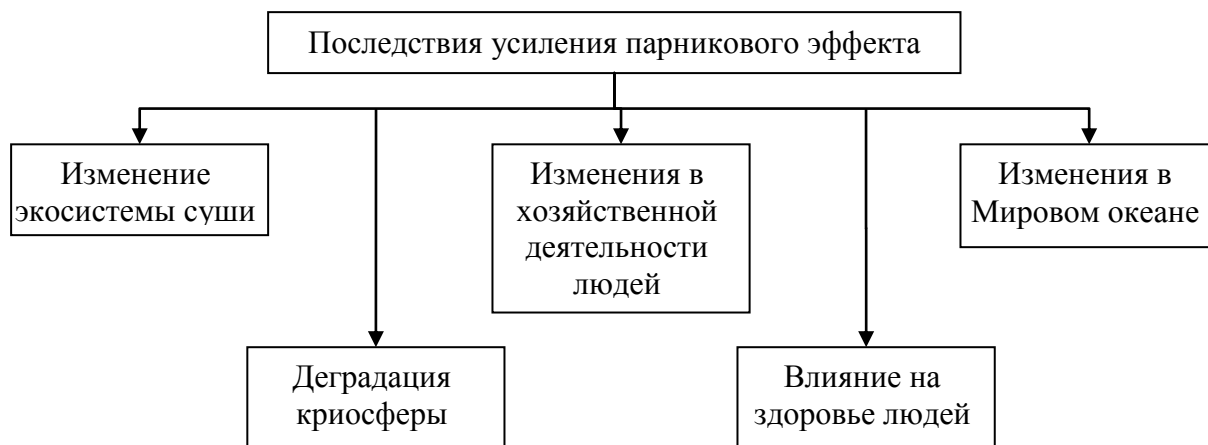 Последствия усиления парникового эффекта
Изменение
экосистемы суши
Изменения в
хозяйственной
деятельности
людей
Изменения в
Мировом океане
Деградация
криосферы
Влияние на
здоровье людей